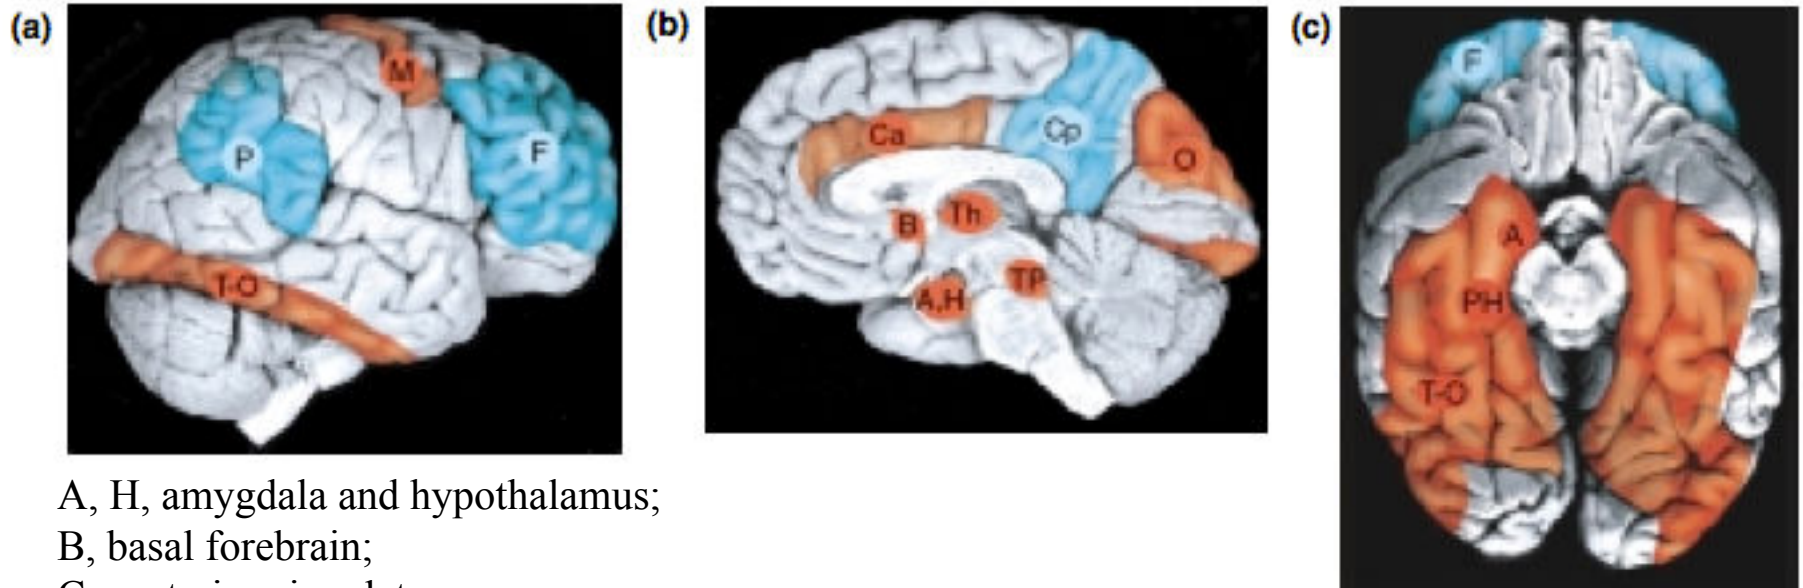 (a)
M
P
F
T-O
(b)
Ca
Cp
O
B
Th
A,H
TP
(c)
F
A
PH
T-O
A, H, amygdala and hypothalamus;
B, basal forebrain;